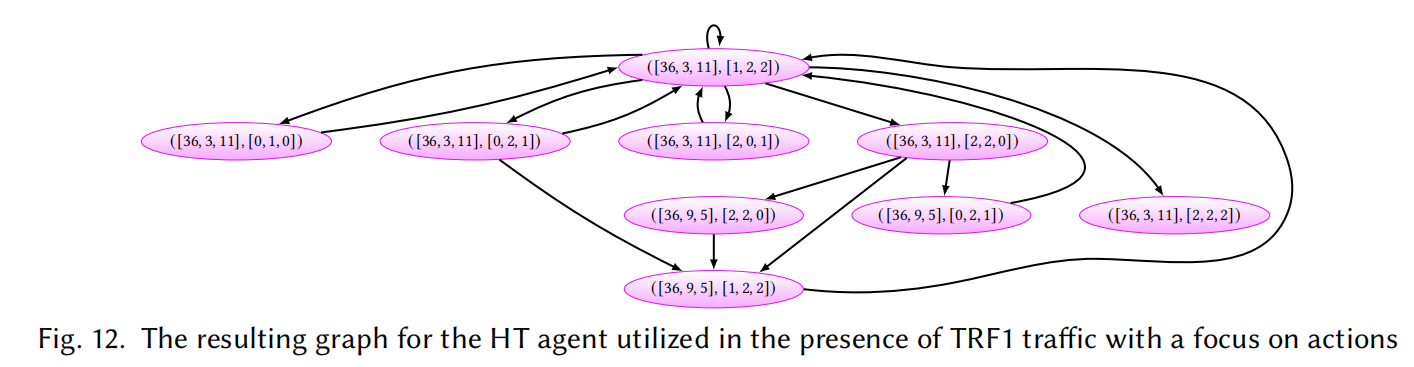 ([36, 3, 11], [1, 2, 2])
([36, 3, 11], [0, 1, 0])
([36, 3, 11], [0, 2, 1])
([36, 3, 11], [2, 0, 1])
([36, 3, 11], [2, 2, 0])
([36, 9, 5], [2, 2, 0])
([36, 9, 5], [0, 2, 1])
([36, 3, 11], [2, 2, 2])
([36, 9, 5], [1, 2, 2])
Fig. 12. The resulting graph for the HT agent utilized in the presence of TRF1 traffic with a focus on actions